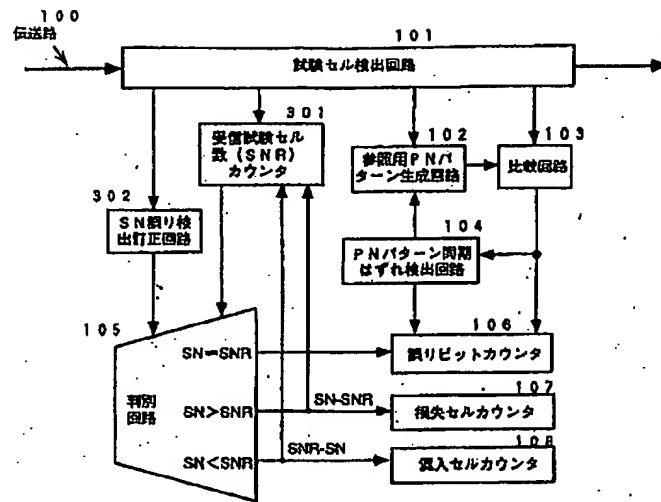 100
伝送路
101
試験セル検出回路
301
受信試験セル
数（SNR）
カウンタ
102
参照用PNパ
ターン生成回路
103
比較回路
302
SN誤り検
出訂正回路
104
PNパターン同期
はずれ検出回路
105
判別
回路
SN=SNR
SN>SNR
SN<SNR
SN-SNR
SNR-SN
106
誤りビットカウンタ
107
損失セルカウンタ
108
混入セルカウンタ